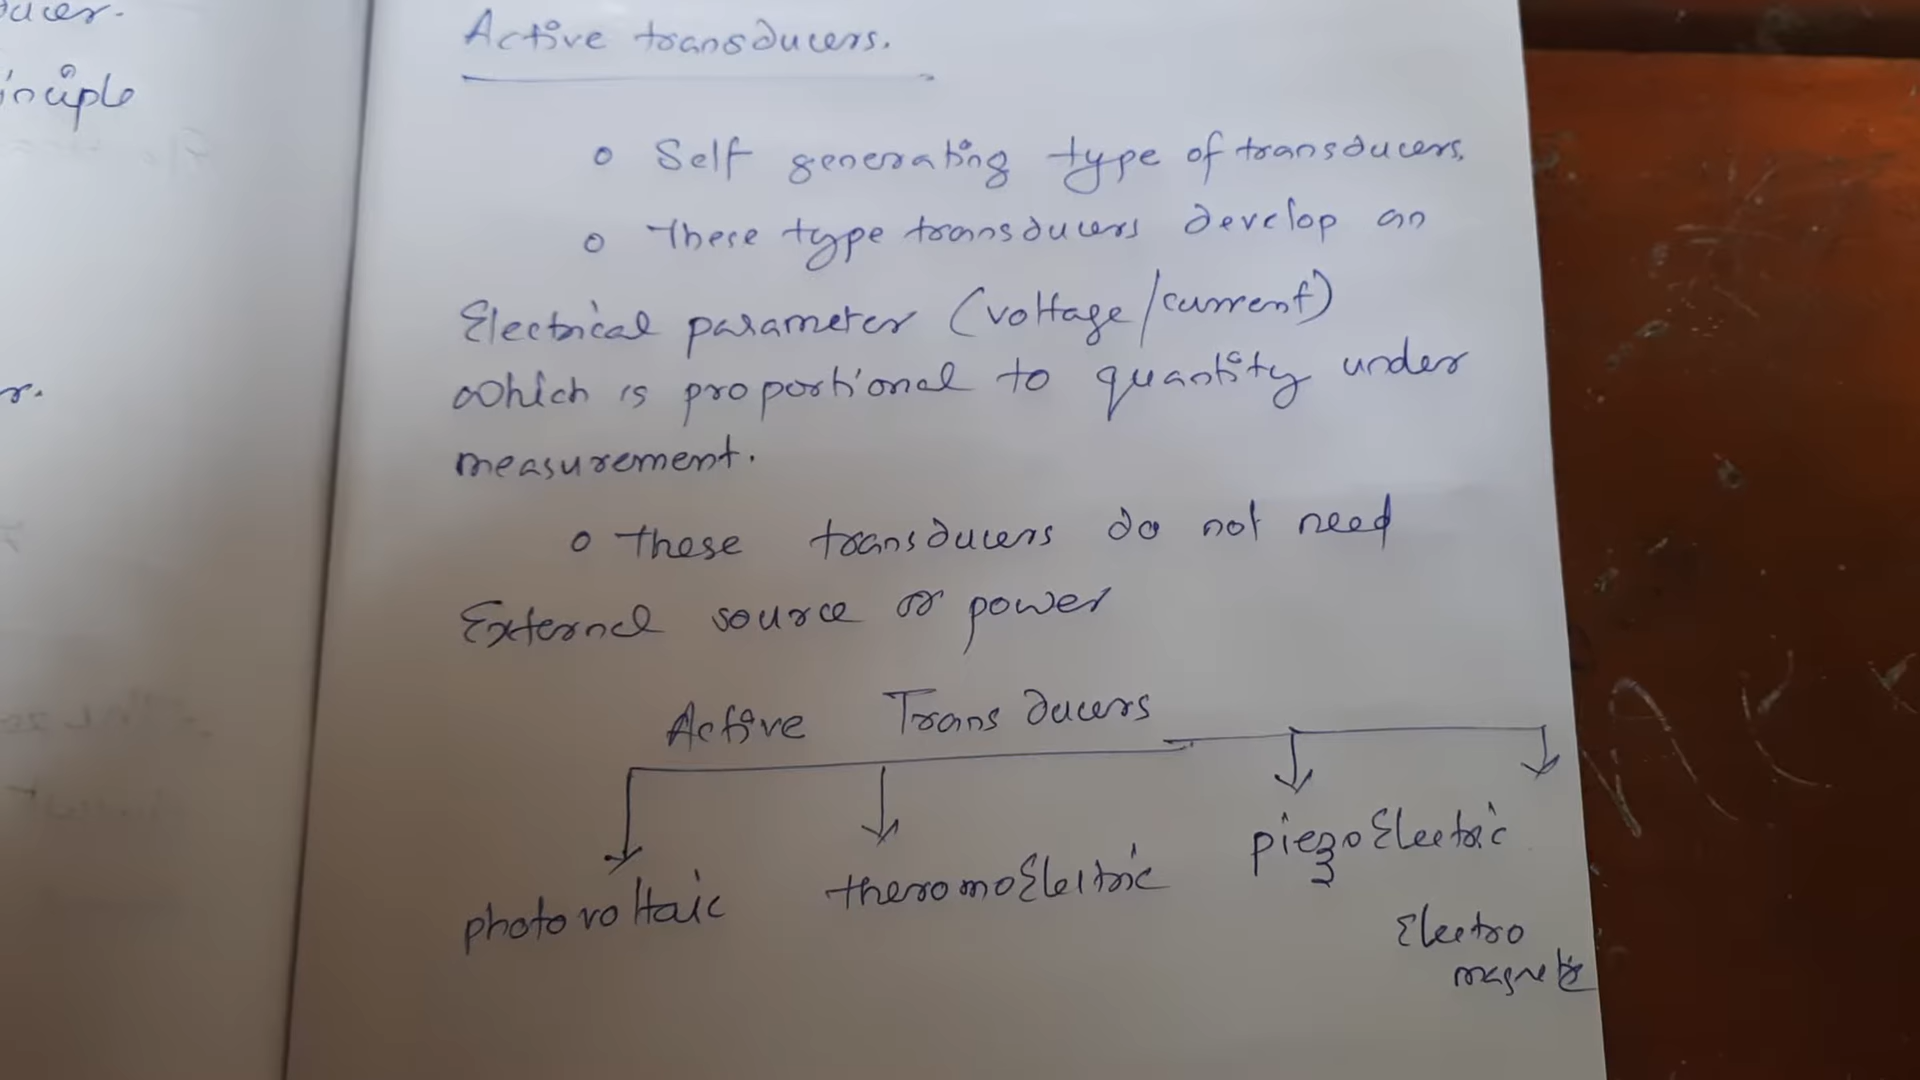 ucer.
inciple
r.
Active transducers.
o Self generating type of transducers.
o These type transducers develop an
Electrical parameter (voltage/current)
which is proportional to quantity under
measurement.
o these transducers do not need
External source or power
Active Transducers
photovoltaic thermoElectric piezoElectric
Electro
magnetic